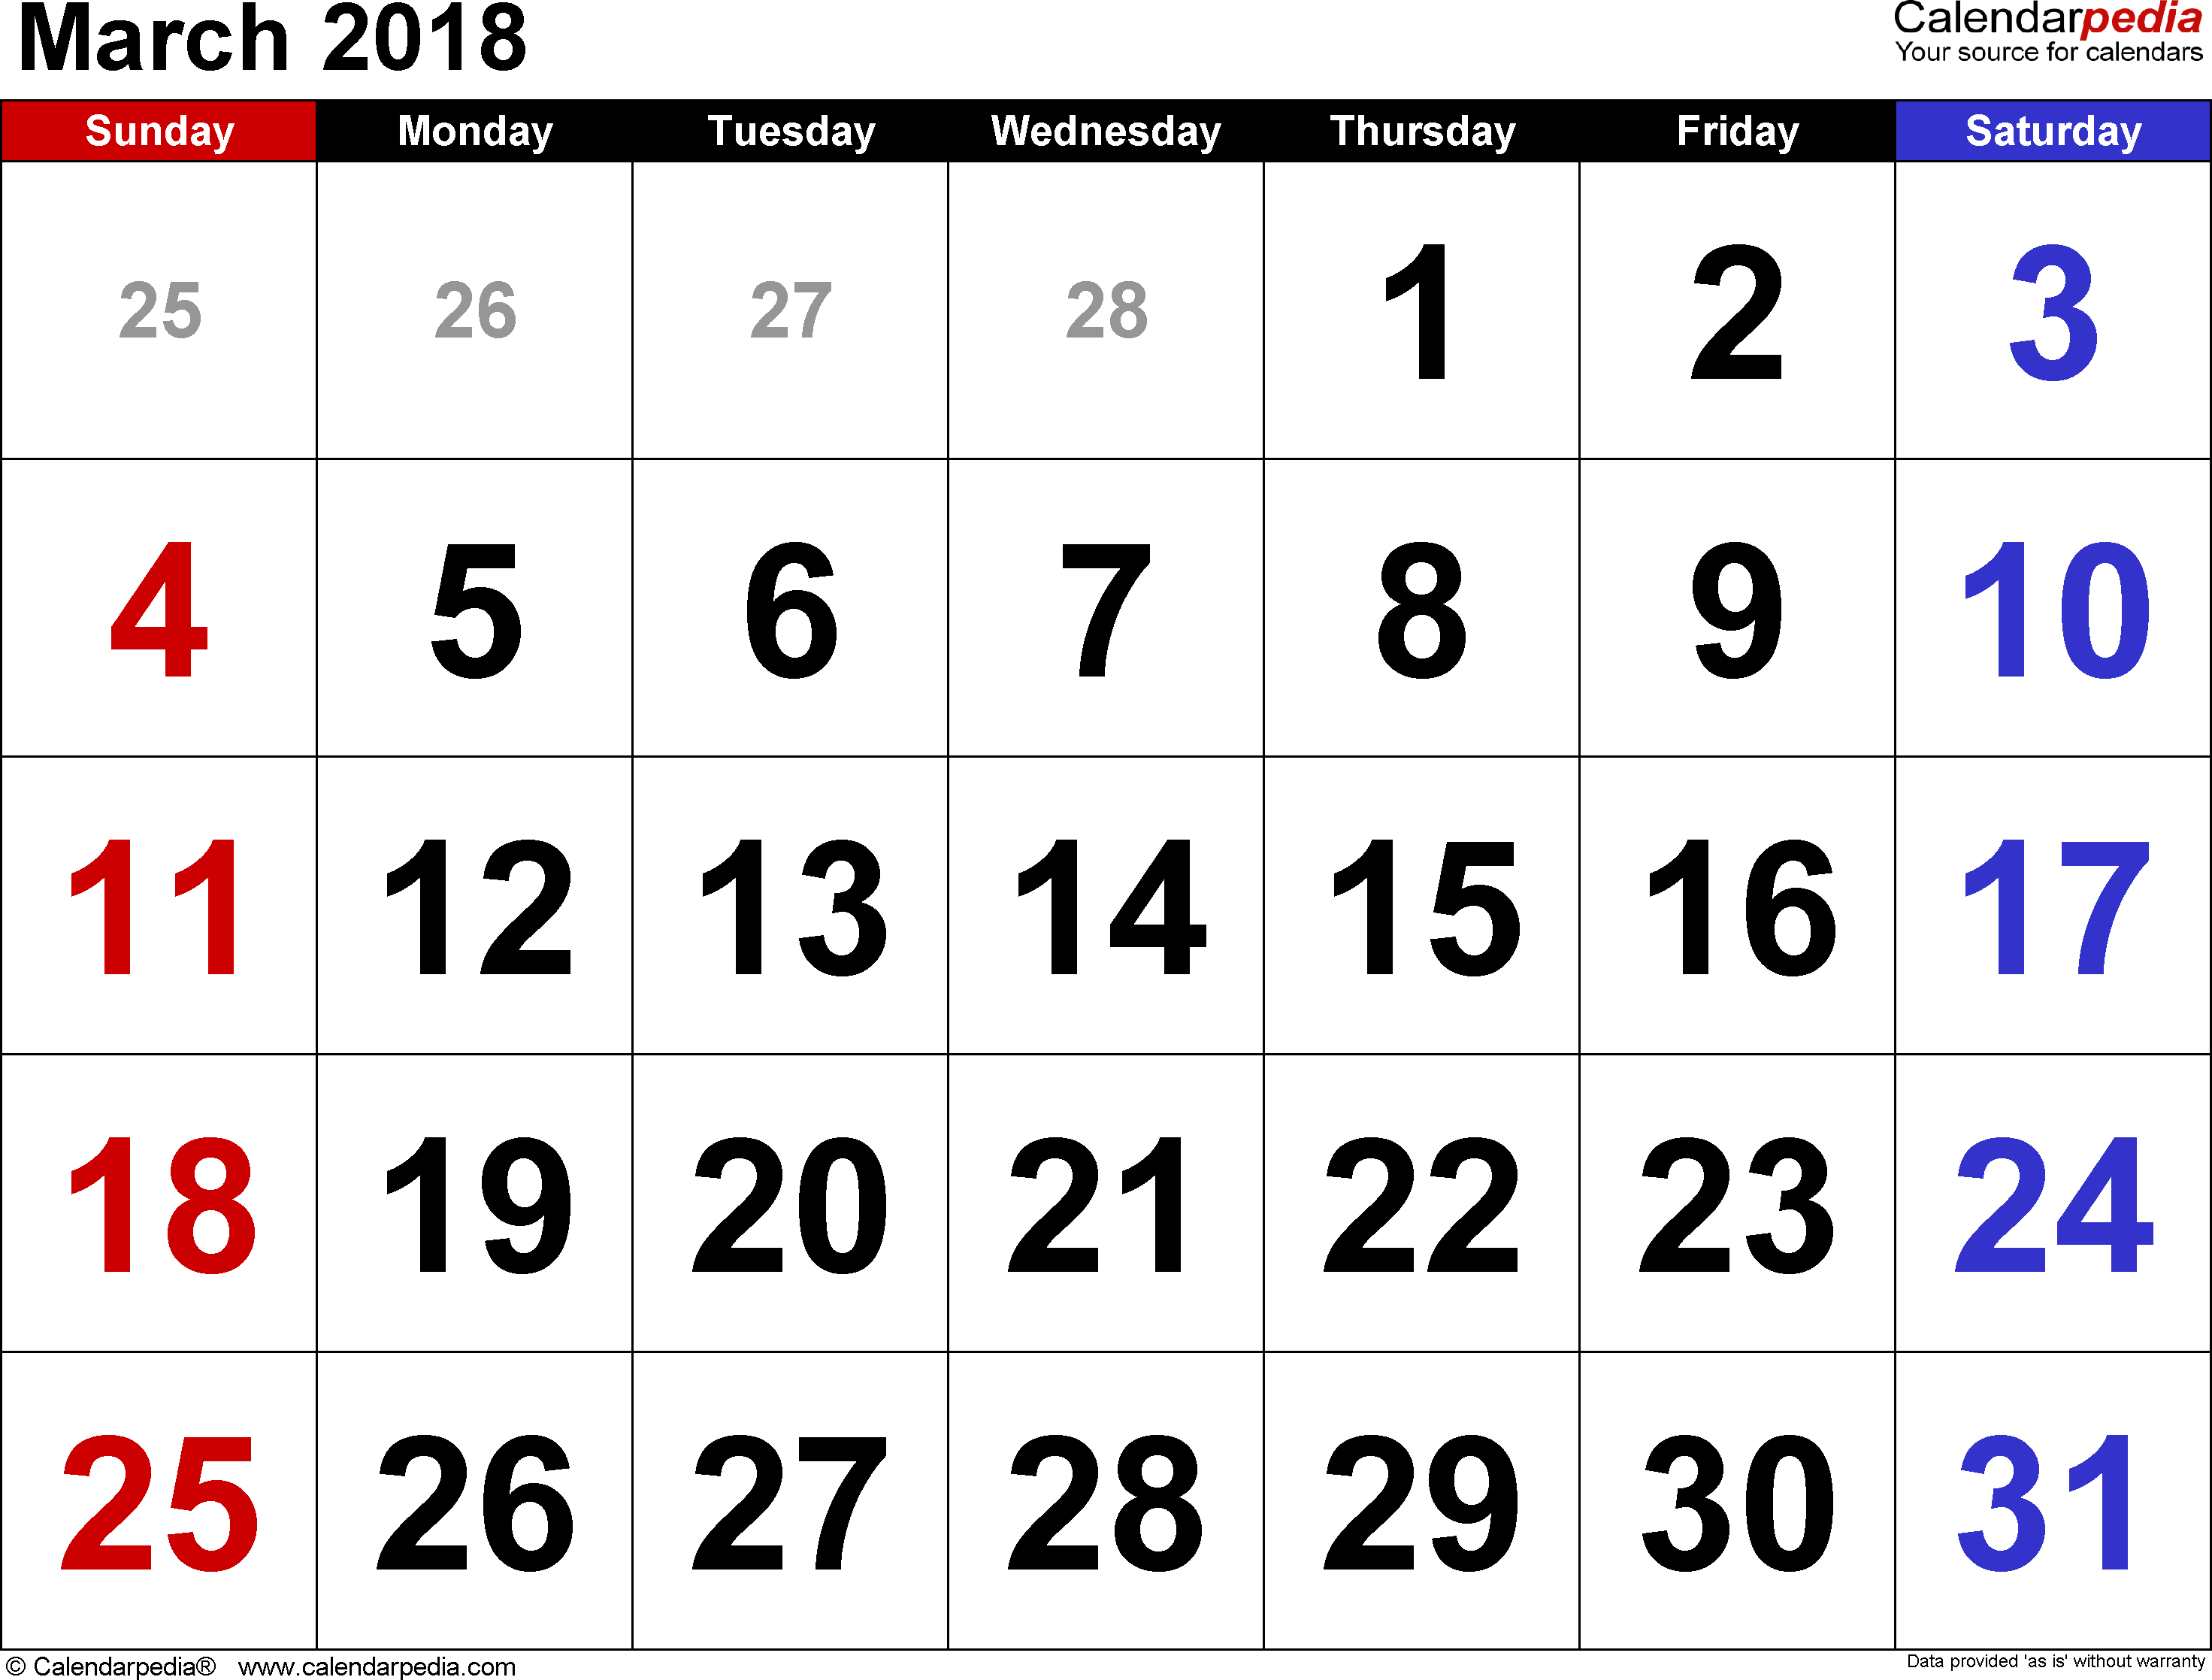 March 2018
Calendarpedia
Your source for calendars
Sunday Monday Tuesday Wednesday Thursday Friday Saturday
25 26 27 28 1 2 3
4 5 6 7 8 9 10
11 12 13 14 15 16 17
18 19 20 21 22 23 24
25 26 27 28 29 30 31
© Calendarpedia® www.calendarpedia.com
Data provided 'as is' without warranty